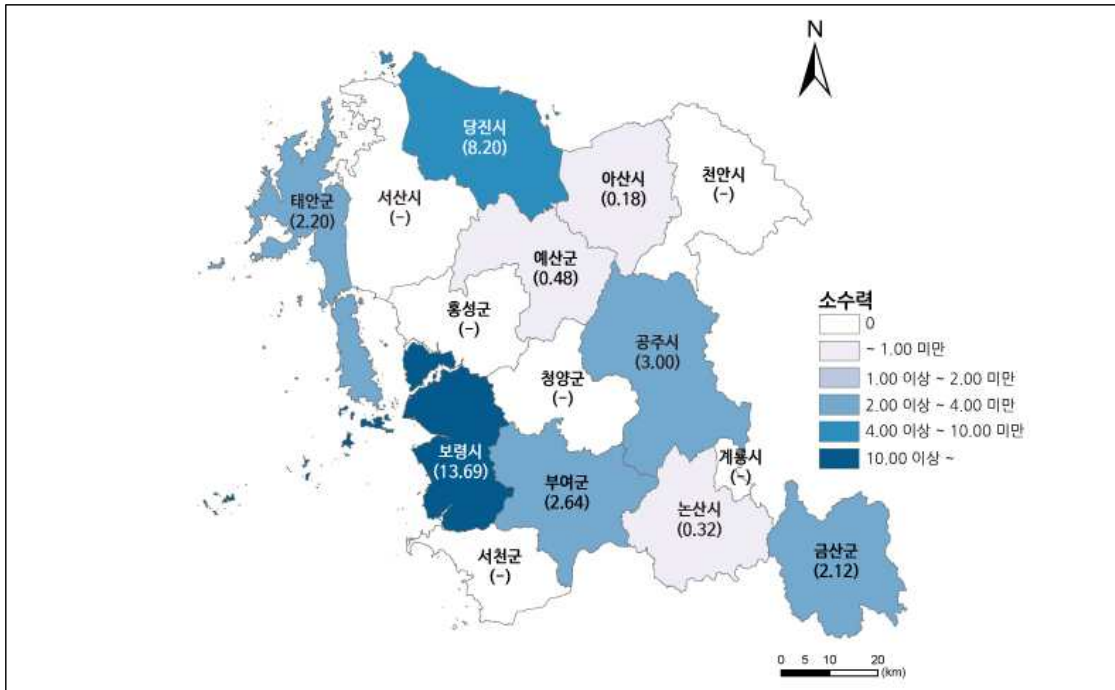 N
당진시
(8.20)
아산시
(0.18)
천안시
(-)
서산시
(-)
태안군
(2.20)
예산군
(0.48)
홍성군
(-)
공주시
(3.00)
청양군
(-)
보령시
(13.69)
부여군
(2.64)
계룡시
(-)
논산시
(0.32)
서천군
(-)
금산군
(2.12)
소수력
0
~ 1.00 미만
1.00 이상 ~ 2.00 미만
2.00 이상 ~ 4.00 미만
4.00 이상 ~ 10.00 미만
10.00 이상 ~
0 5 10 20
(km)